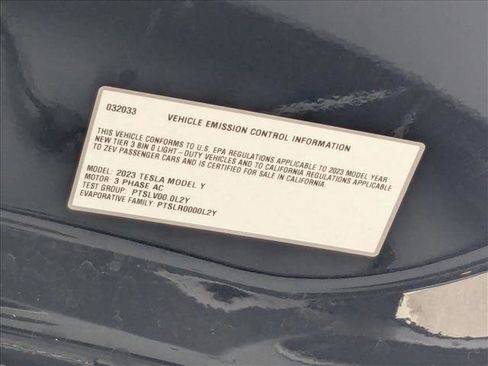 032033
VEHICLE EMISSION CONTROL INFORMATION
THIS VEHICLE CONFORMS TO U.S. EPA REGULATIONS APPLICABLE TO 2023 MODEL YEAR
NEW TIER 3 BIN 0 LIGHT - DUTY VEHICLES AND TO CALIFORNIA REGULATIONS APPLICABLE
TO ZEV PASSENGER CARS AND IS CERTIFIED FOR SALE IN CALIFORNIA.
MODEL: 2023 TESLA MODEL Y
MOTOR: 3 PHASE AC
TEST GROUP: PTSLV00.0L2Y
EVAPORATIVE FAMILY: PTSLR0000L2Y